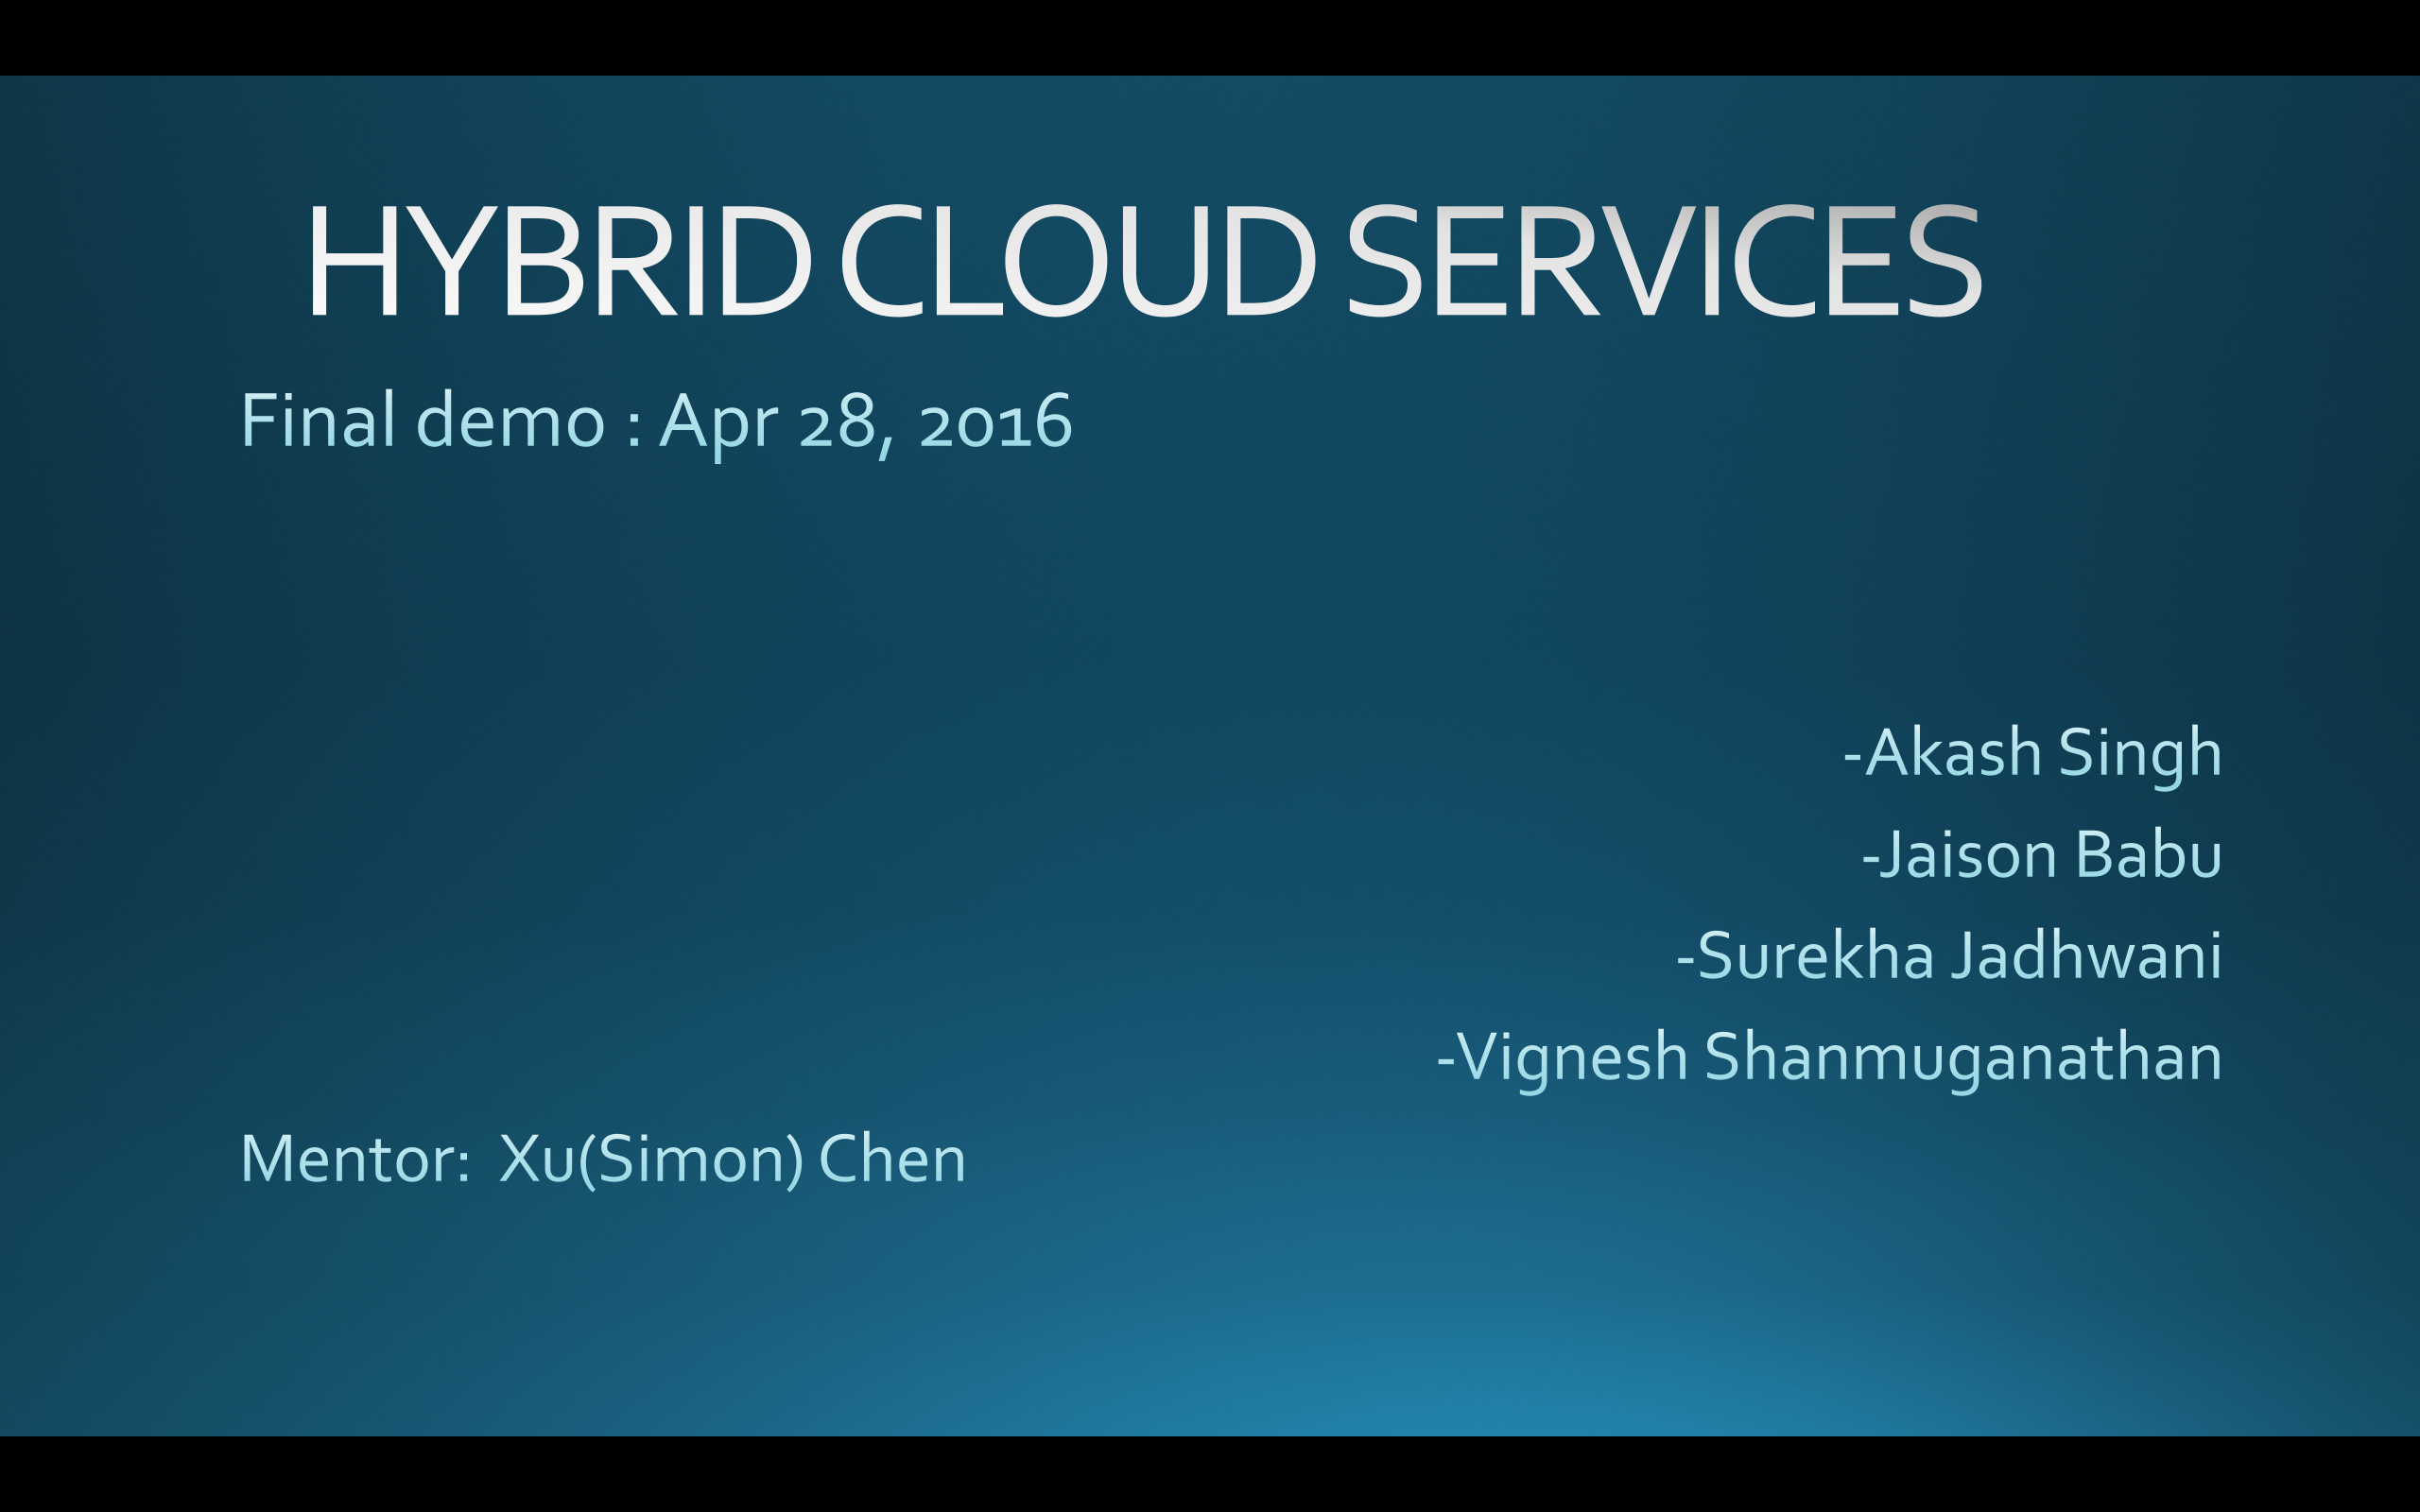 HYBRID CLOUD SERVICES
Final demo : Apr 28, 2016
-Akash Singh
-Jaison Babu
-Surekha Jadhwani
-Vignesh Shanmuganathan
Mentor: Xu(Simon) Chen